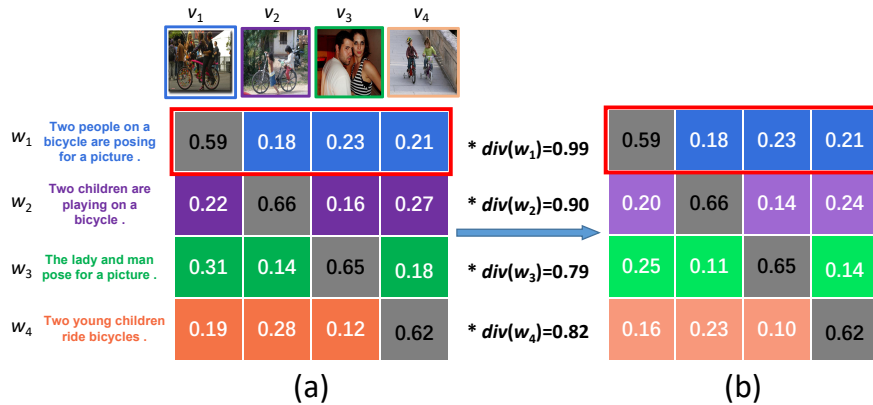 v1 v2 v3 v4
w1 Two people on a
bicycle are posing
for a picture .
0.59 0.18 0.23 0.21
* div(w1)=0.99
0.59 0.18 0.23 0.21
w2 Two children are
playing on a
bicycle .
0.22 0.66 0.16 0.27
* div(w2)=0.90
0.20 0.66 0.14 0.24
w3 The lady and man
pose for a picture .
0.31 0.14 0.65 0.18
* div(w3)=0.79
0.25 0.11 0.65 0.14
w4 Two young children
ride bicycles .
0.19 0.28 0.12 0.62
* div(w4)=0.82
0.16 0.23 0.10 0.62
(a) (b)